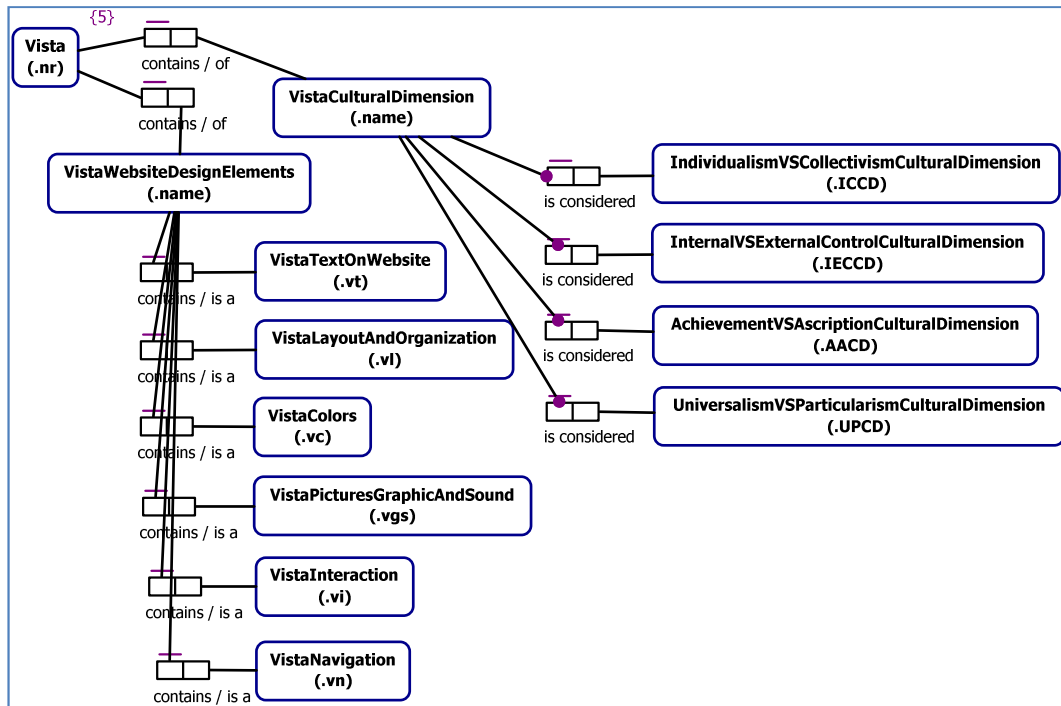 {5}
Vista
(.nr)
contains / of
contains / of
VistaCulturalDimension
(.name)
VistaWebsiteDesignElements
(.name)
IndividualismVSCollectivismCulturalDimension
(.ICCD)
is considered
InternalVSExternalControlCulturalDimension
(.IECCD)
is considered
AchievementVSAscriptionCulturalDimension
(.AACD)
is considered
UniversalismVSParticularismCulturalDimension
(.UPCD)
is considered
VistaTextOnWebsite
(.vt)
contains / is a
VistaLayoutAndOrganization
(.vl)
contains / is a
VistaColors
(.vc)
contains / is a
VistaPicturesGraphicAndSound
(.vgs)
contains / is a
VistaInteraction
(.vi)
contains / is a
VistaNavigation
(.vn)
contains / is a